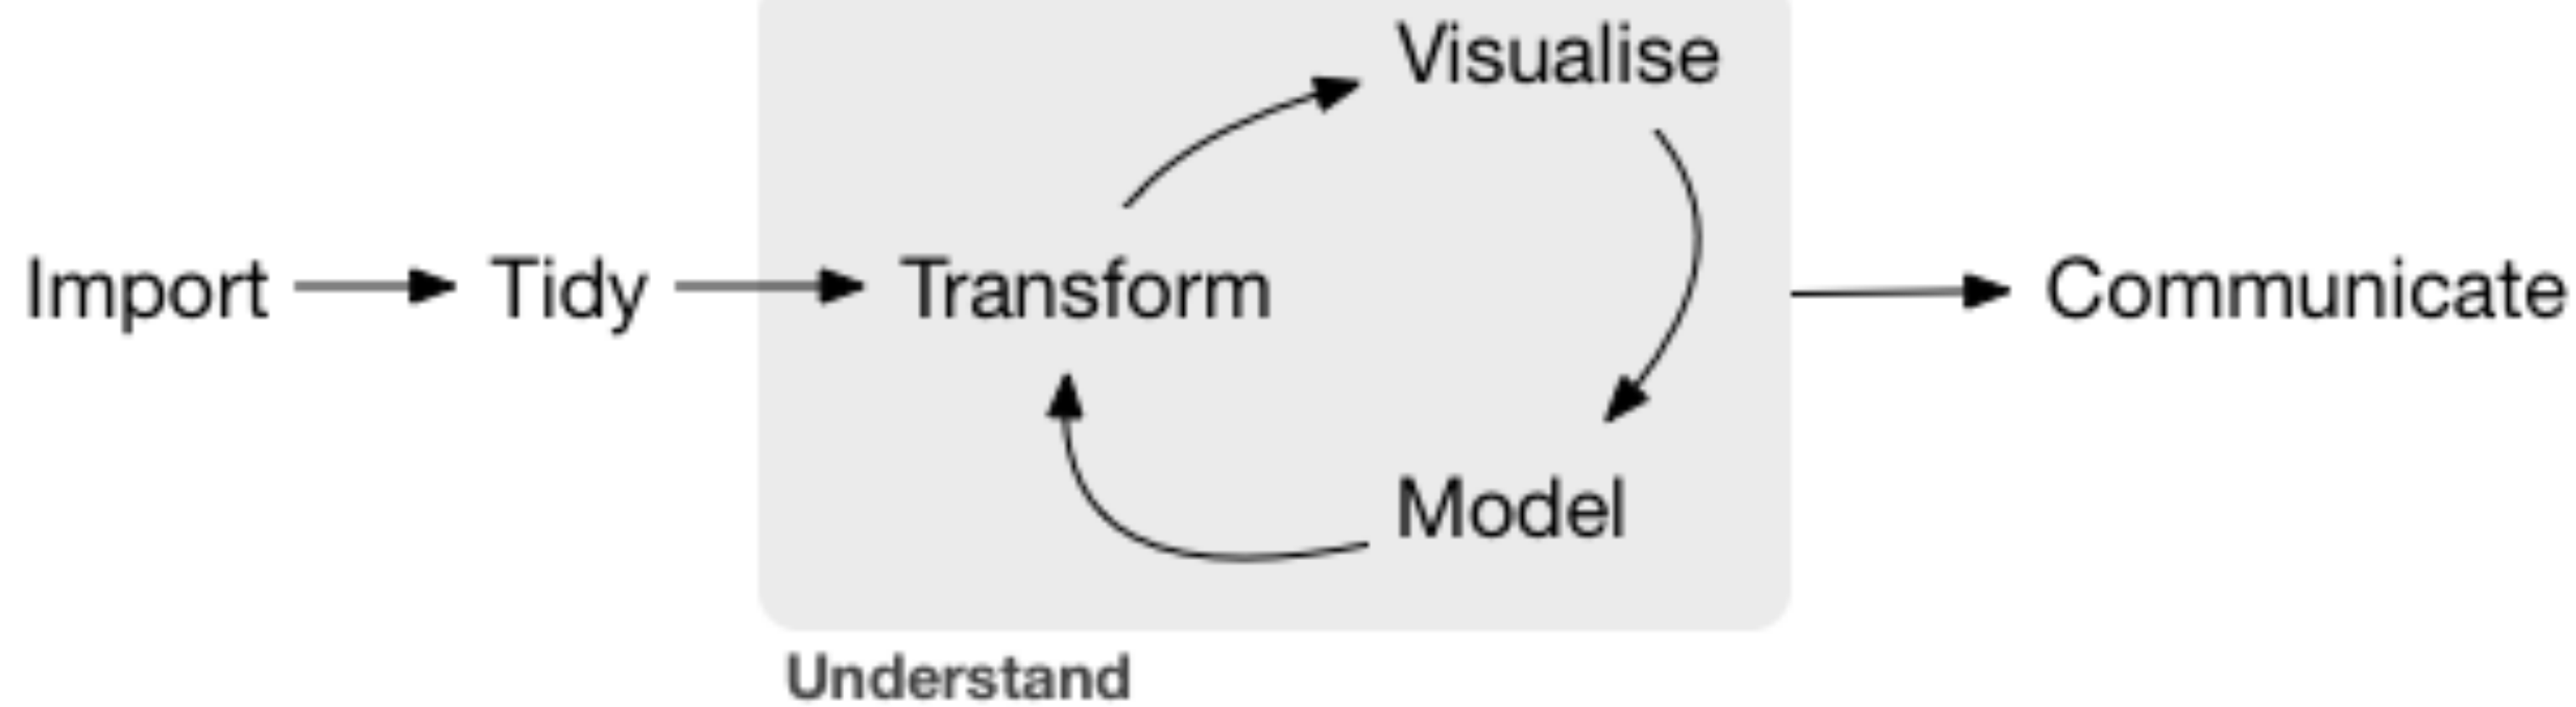 Visualise
Import
Tidy
Transform
Communicate
Model
Understand